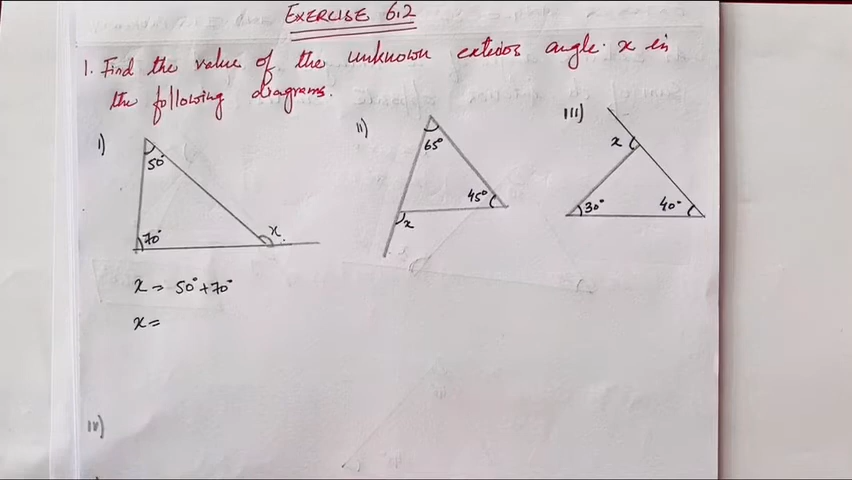 EXERCISE 6.2
1. Find the value of the unknown exterios angle. x in
the following diagrams.
i)
50°
70°
x
ii)
65°
45°
x
iii)
x
30°
40°
x = 50° + 70°
x =
iv)